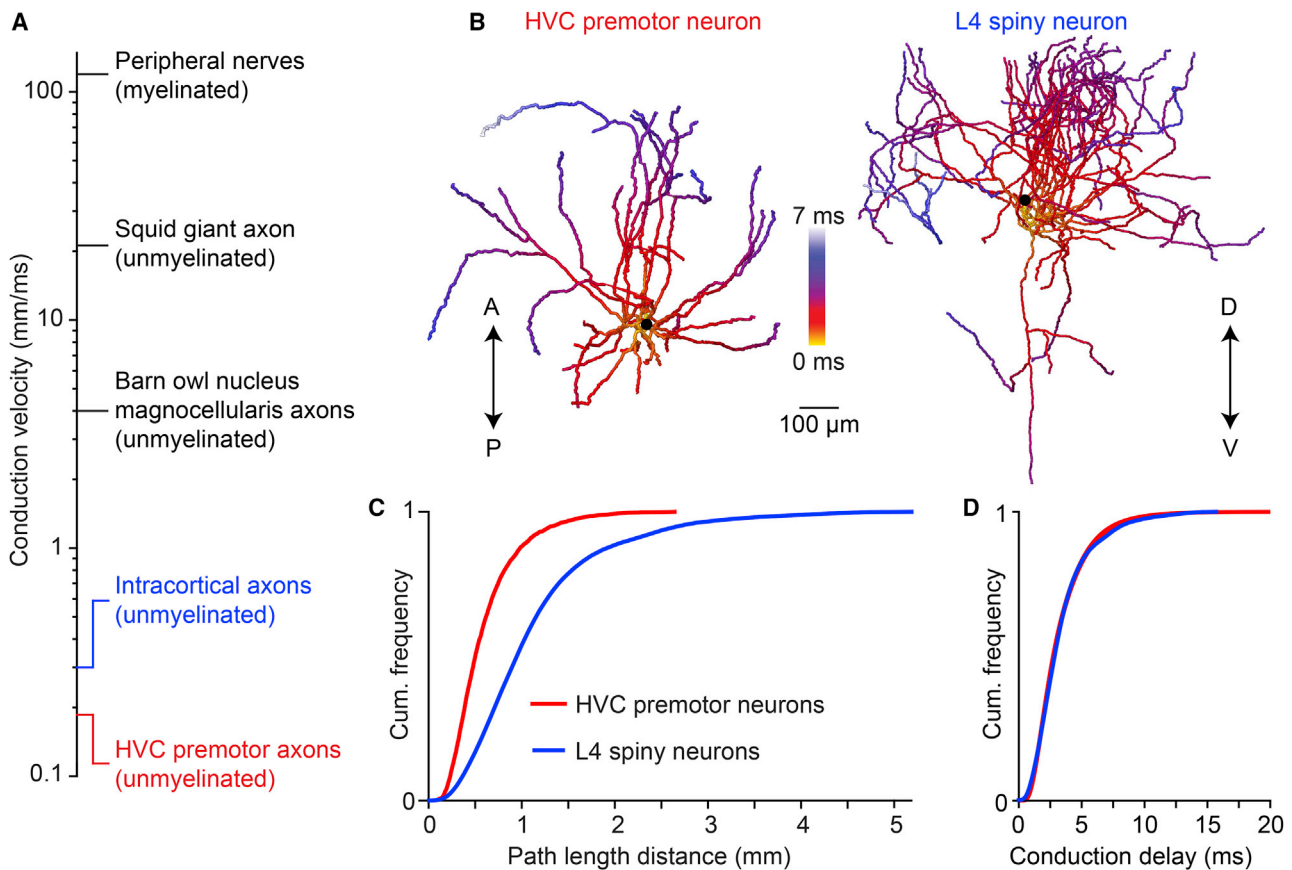 A
Conduction velocity (mm/ms)
100
10
1
0.1
Peripheral nerves
(myelinated)
Squid giant axon
(unmyelinated)
Barn owl nucleus
magnocellularis axons
(unmyelinated)
Intracortical axons
(unmyelinated)
HVC premotor axons
(unmyelinated)
B
HVC premotor neuron
L4 spiny neuron
7 ms
0 ms
100 µm
A
P
D
V
C
Cum. frequency
1
0
HVC premotor neurons
L4 spiny neurons
0 1 2 3 4 5
Path length distance (mm)
D
Cum. frequency
1
0
0 5 10 15 20
Conduction delay (ms)